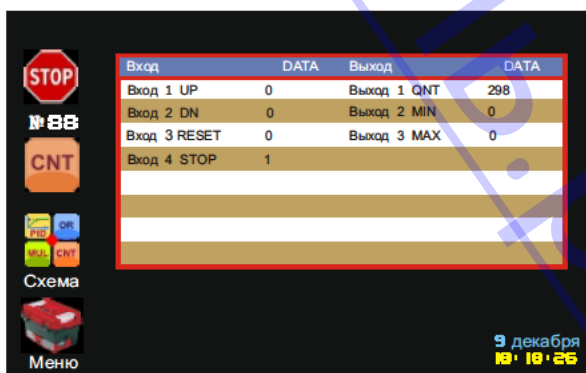 STOP
№88
CNT
PID OR
MUL CNT
Схема
Меню
Вход DATA Выход DATA
Вход 1 UP 0 Выход 1 QNT 298
Вход 2 DN 0 Выход 2 MIN 0
Вход 3 RESET 0 Выход 3 MAX 0
Вход 4 STOP 1
9 декабря
18:18:26